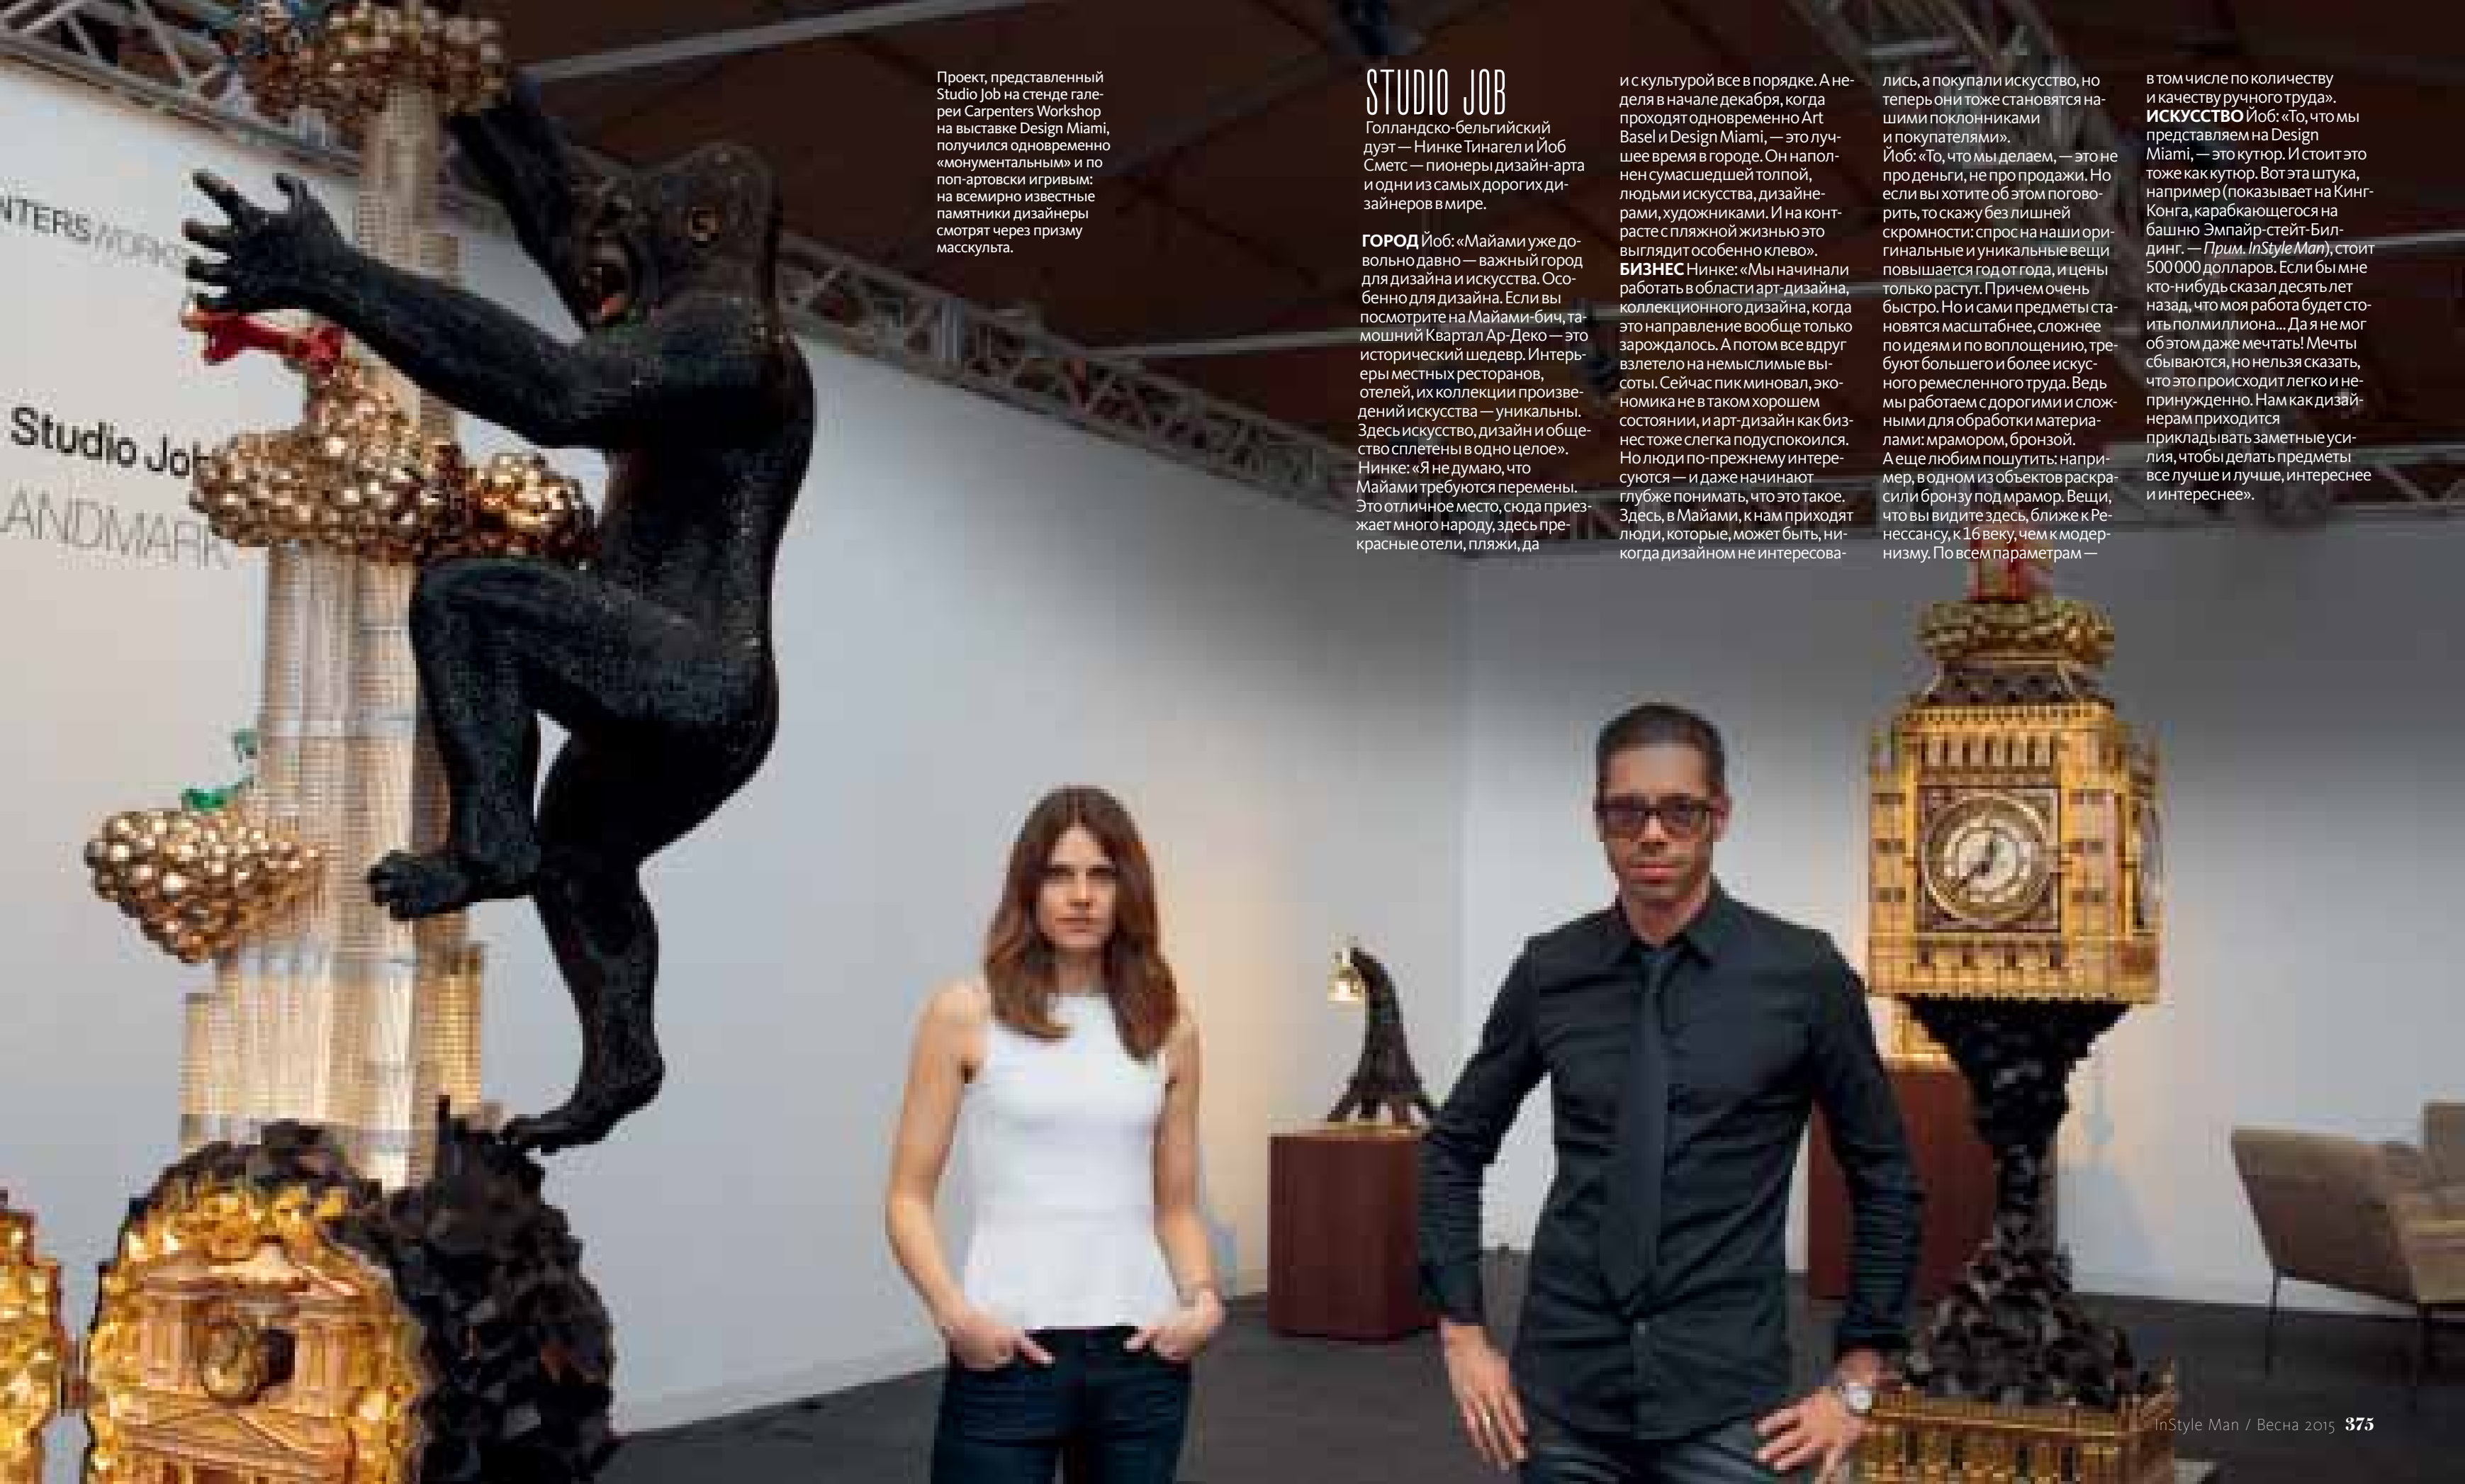 NTERS WORKS
Studio Job
ANDMARK
Проект, представленный
Studio Job на стенде гале-
реи Carpenters Workshop
на выставке Design Miami,
получился одновременно
«монументальным» и по
поп-артовски игривым:
на всемирно известные
памятники дизайнеры
смотрят через призму
масскульта.
STUDIO JOB
Голландско-бельгийский
дуэт — Нинке Тинагел и Йоб
Сметс — пионеры дизайн-арта
и одни из самых дорогих ди-
зайнеров в мире.
ГОРОД Йоб: «Майами уже до-
вольно давно — важный город
для дизайна и искусства. Осо-
бенно для дизайна. Если вы
посмотрите на Майами-бич, та-
мошний Квартал Ар-Деко — это
исторический шедевр. Интерь-
еры местных ресторанов,
отелей, их коллекции произве-
дений искусства — уникальны.
Здесь искусство, дизайн и обще-
ство сплетены в одно целое».
Нинке: «Я не думаю, что
Майами требуются перемены.
Это отличное место, сюда приез-
жает много народу, здесь пре-
красные отели, пляжи, да
и с культурой все в порядке. А не-
деля в начале декабря, когда
проходят одновременно Art
Basel и Design Miami, — это луч-
шее время в городе. Он напол-
нен сумасшедшей толпой,
людьми искусства, дизайне-
рами, художниками. И на конт-
расте с пляжной жизнью это
выглядит особенно клево».
БИЗНЕС Нинке: «Мы начинали
работать в области арт-дизайна,
коллекционного дизайна, когда
это направление вообще только
зарождалось. А потом все вдруг
взлетело на немыслимые вы-
соты. Сейчас пик миновал, эко-
номика не в таком хорошем
состоянии, и арт-дизайн как биз-
нес тоже слегка подуспокоился.
Но люди по-прежнему интере-
суются — и даже начинают
глубже понимать, что это такое.
Здесь, в Майами, к нам приходят
люди, которые, может быть, ни-
когда дизайном не интересова-
лись, а покупали искусство, но
теперь они тоже становятся на-
шими поклонниками
и покупателями».
Йоб: «То, что мы делаем, — это не
про деньги, не про продажи. Но
если вы хотите об этом погово-
рить, то скажу без лишней
скромности: спрос на наши ори-
гинальные и уникальные вещи
повышается год от года, и цены
только растут. Причем очень
быстро. Но и сами предметы ста-
новятся масштабнее, сложнее
по идеям и по воплощению, тре-
буют большего и более искус-
ного ремесленного труда. Ведь
мы работаем с дорогими и слож-
ными для обработки материа-
лами: мрамором, бронзой.
А еще любим пошутить: напри-
мер, в одном из объектов раскра-
сили бронзу под мрамор. Вещи,
что вы видите здесь, ближе к Ре-
нессансу, к 16 веку, чем к модер-
низму. По всем параметрам —
в том числе по количеству
и качеству ручного труда».
ИСКУССТВО Йоб: «То, что мы
представляем на Design
Miami, — это кутюр. И стоит это
тоже как кутюр. Вот эта штука,
например (показывает на Кинг-
Конга, карабкающегося на
башню Эмпайр-стейт-Бил-
динг. — Прим. InStyle Man), стоит
500 000 долларов. Если бы мне
кто-нибудь сказал десять лет
назад, что моя работа будет сто-
ить полмиллиона... Да я не мог
об этом даже мечтать! Мечты
сбываются, но нельзя сказать,
что это происходит легко и не-
принужденно. Нам как дизай-
нерам приходится
прикладывать заметные уси-
лия, чтобы делать предметы
все лучше и лучше, интереснее
и интереснее».
InStyle Man / Весна 2015 375